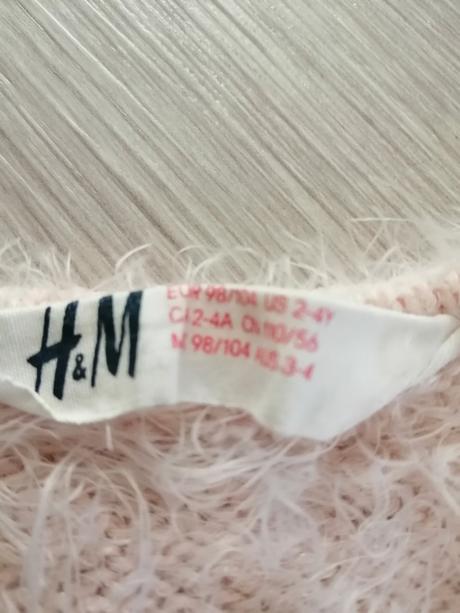 H&M
EUR 98/104 US 2-4Y
CA 2-4A CN 110/56
M 98/104 AUS 3-4